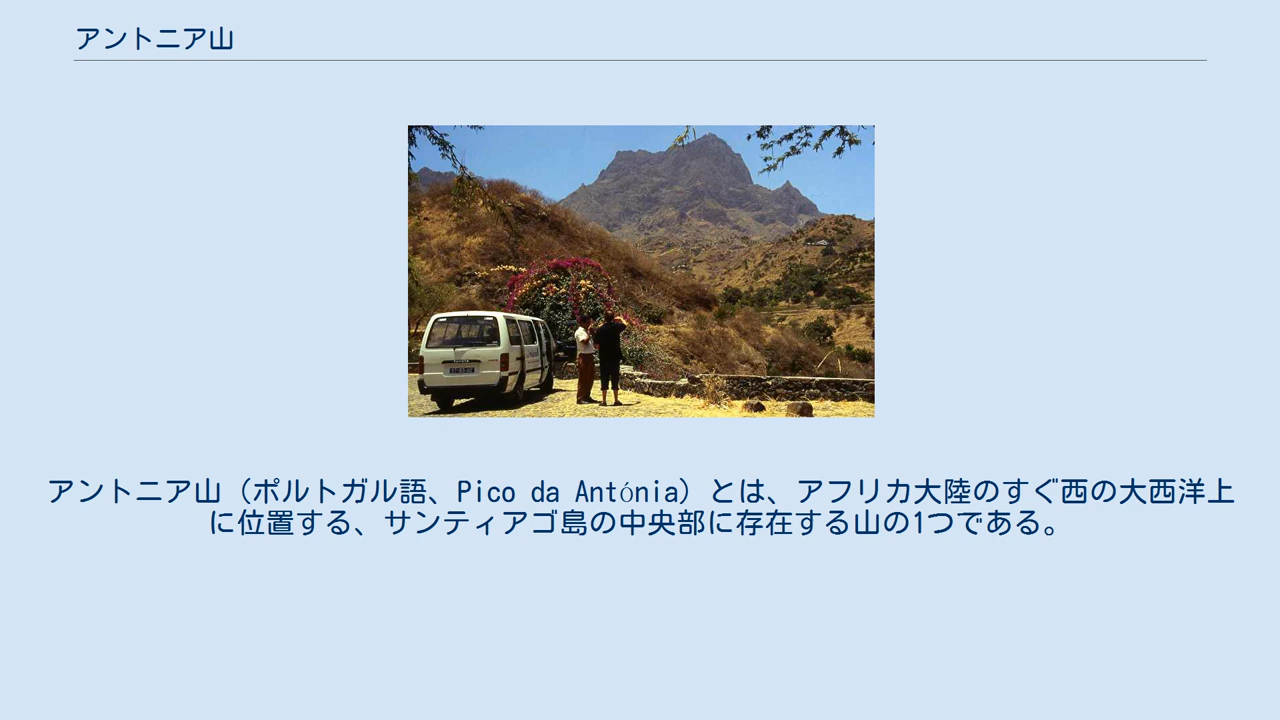 アントニア山
アントニア山（ポルトガル語、Pico da António）とは、アフリカ大陸のすぐ西の大西洋上
に位置する、サンティアゴ島の中央部に存在する山の1つである。